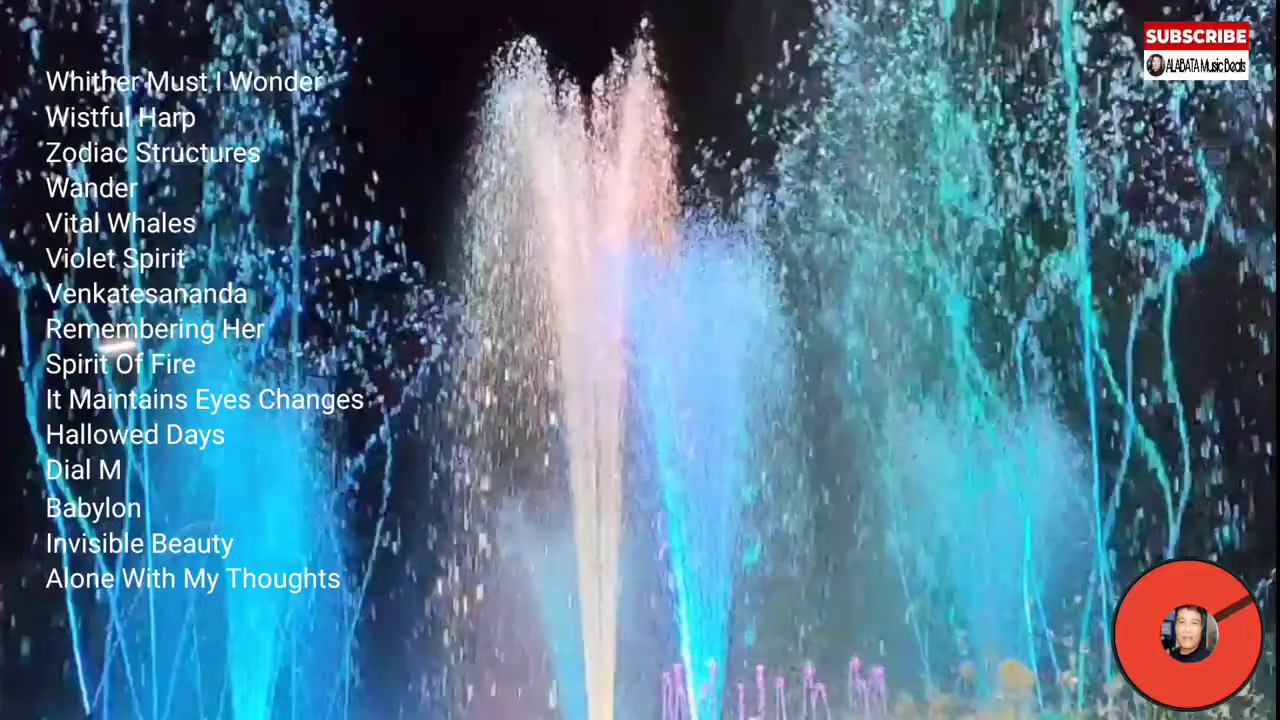 Whither Must I Wonder
Wistful Harp
Zodiac Structures
Wander
Vital Whales
Violet Spirit
Venkatesananda
Remembering Her
Spirit Of Fire
It Maintains Eyes Changes
Hallowed Days
Dial M
Babylon
Invisible Beauty
Alone With My Thoughts
SUBSCRIBE
ALABATA Music Beats